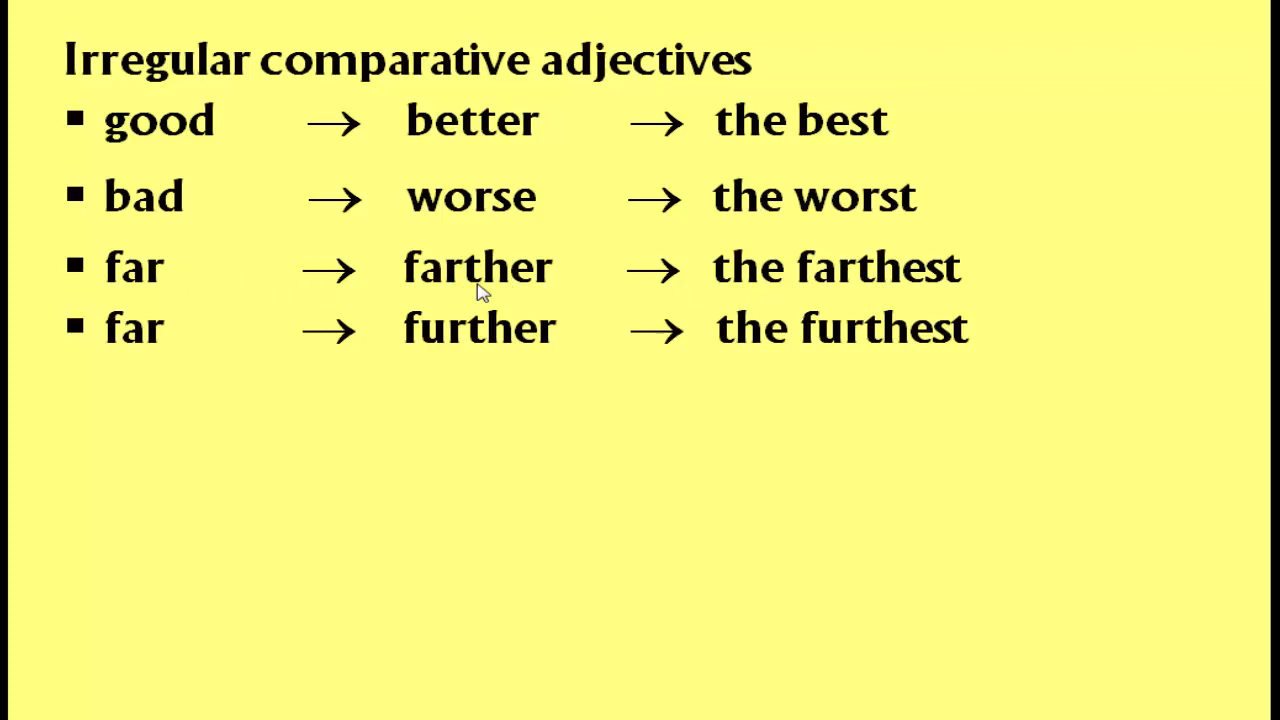 Irregular comparative adjectives
▪ good → better → the best
▪ bad → worse → the worst
▪ far → farther → the farthest
▪ far → further → the furthest